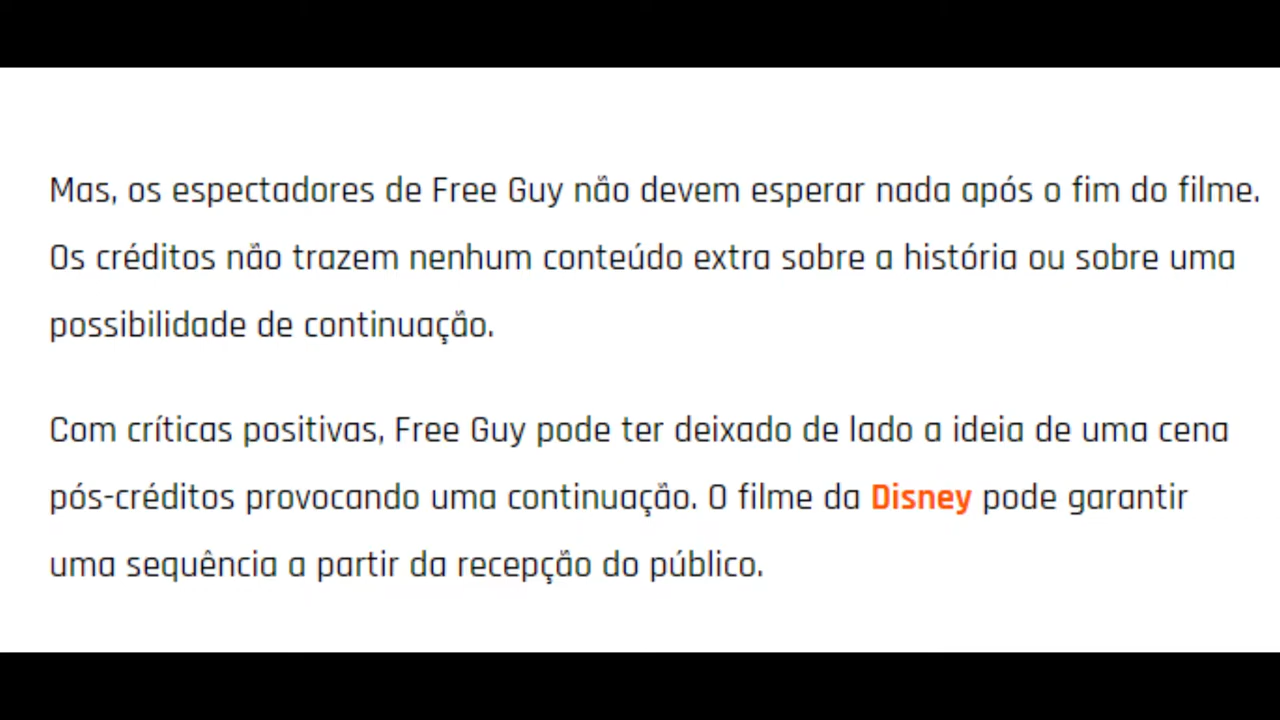 Mas, os espectadores de Free Guy não devem esperar nada após o fim do filme.
Os créditos não trazem nenhum conteúdo extra sobre a história ou sobre uma
possibilidade de continuação.
Com críticas positivas, Free Guy pode ter deixado de lado a ideia de uma cena
pós-créditos provocando uma continuação. O filme da Disney pode garantir
uma sequência a partir da recepção do público.